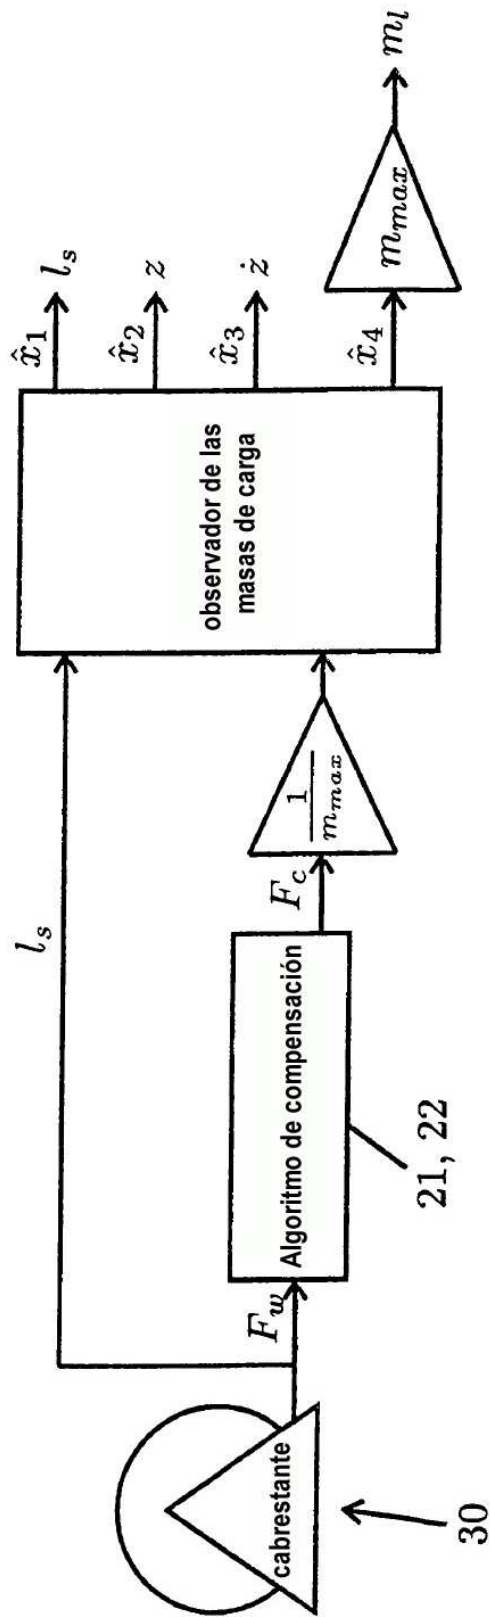 cabrestante
30
F_w
l_s
Algoritmo de compensación
21, 22
F_c
1
m_max
observador de las
masas de carga
x̂_1
l_s
x̂_2
z
x̂_3
ż
x̂_4
m_max
m_l